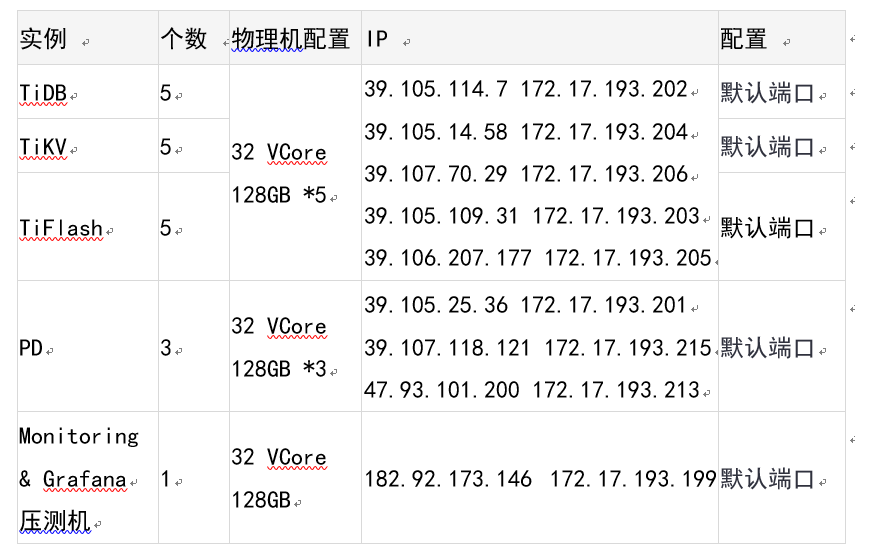 实例 个数 物理机配置 IP 配置
TiDB 5 39.105.114.7 172.17.193.202 默认端口
39.105.14.58 172.17.193.204
TiKV 5 32 VCore 默认端口
39.107.70.29 172.17.193.206
128GB *5
39.105.109.31 172.17.193.203
TiFlash 5 默认端口
39.106.207.177 172.17.193.205
39.105.25.36 172.17.193.201
32 VCore
PD 3 39.107.118.121 172.17.193.215 默认端口
128GB *3
47.93.101.200 172.17.193.213
Monitoring
32 VCore
& Grafana 1 182.92.173.146 172.17.193.199 默认端口
128GB
压测机